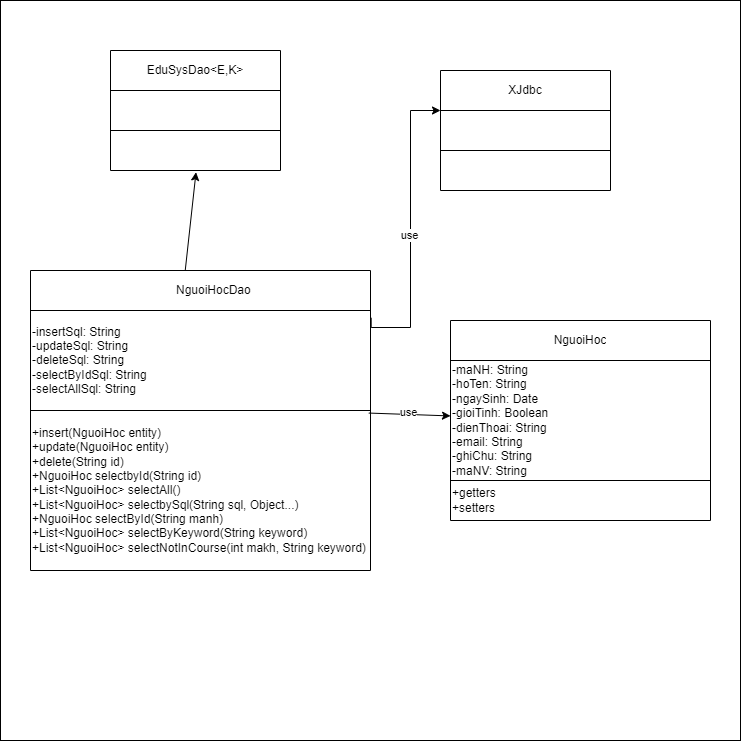 EduSysDao<E,K>
XJdbc
use
NguoiHocDao
-insertSql: String
-updateSql: String
-deleteSql: String
-selectByIdSql: String
-selectAllSql: String
+insert(NguoiHoc entity)
+update(NguoiHoc entity)
+delete(String id)
+NguoiHoc selectbyId(String id)
+List<NguoiHoc> selectAll()
+List<NguoiHoc> selectbySql(String sql, Object...)
+NguoiHoc selectById(String manh)
+List<NguoiHoc> selectByKeyword(String keyword)
+List<NguoiHoc> selectNotInCourse(int makh, String keyword)
use
NguoiHoc
-maNH: String
-hoTen: String
-ngaySinh: Date
-gioiTinh: Boolean
-dienThoai: String
-email: String
-ghiChu: String
-maNV: String
+getters
+setters